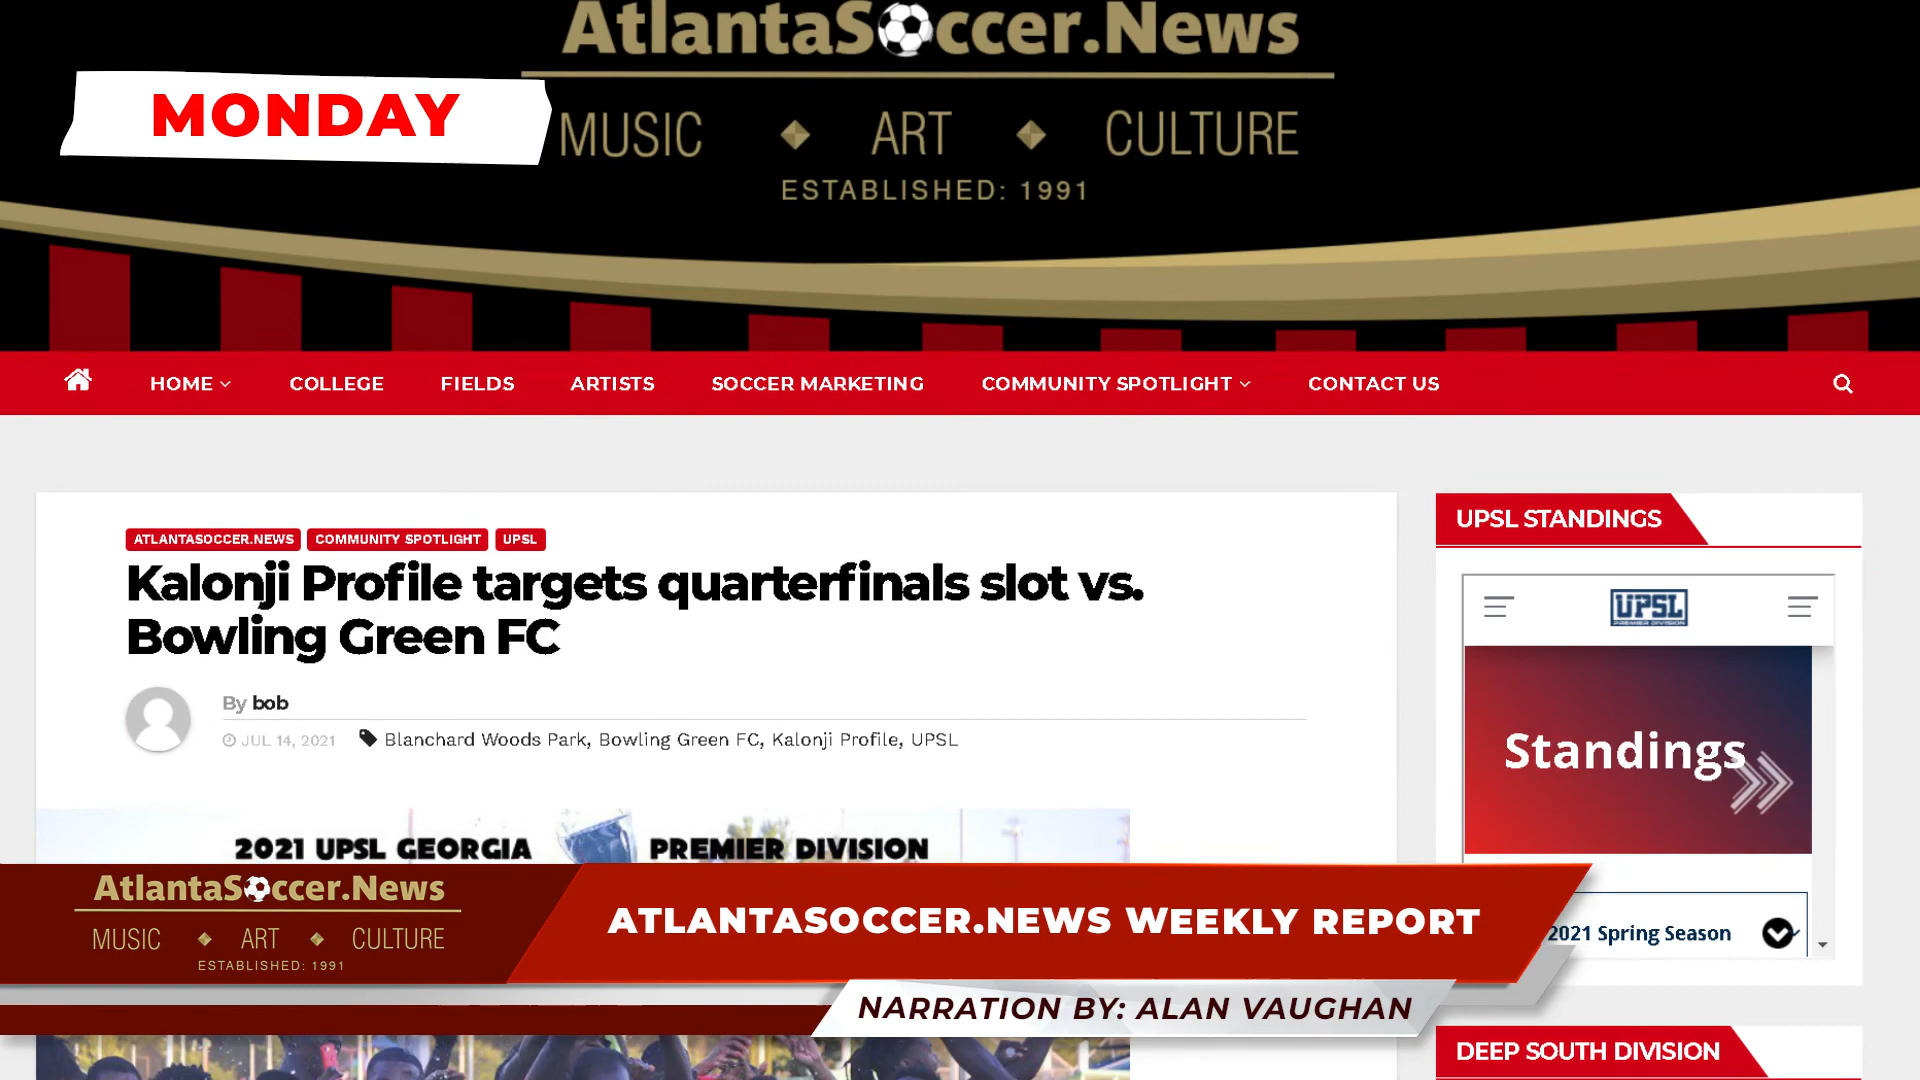 AtlantaSoccer.News
MONDAY
MUSIC ART CULTURE
ESTABLISHED: 1991
HOME COLLEGE FIELDS ARTISTS SOCCER MARKETING COMMUNITY SPOTLIGHT CONTACT US
ATLANTASOCCER.NEWS COMMUNITY SPOTLIGHT UPSL
Kalonji Profile targets quarterfinals slot vs.
Bowling Green FC
By bob
JUL 14, 2021 Blanchard Woods Park, Bowling Green FC, Kalonji Profile, UPSL
2021 UPSL GEORGIA PREMIER DIVISION
UPSL STANDINGS
UPSL
PREMIER DIVISION
Standings
2021 Spring Season
DEEP SOUTH DIVISION
AtlantaSoccer.News
MUSIC ART CULTURE
ESTABLISHED: 1991
ATLANTASOCCER.NEWS WEEKLY REPORT
NARRATION BY: ALAN VAUGHAN